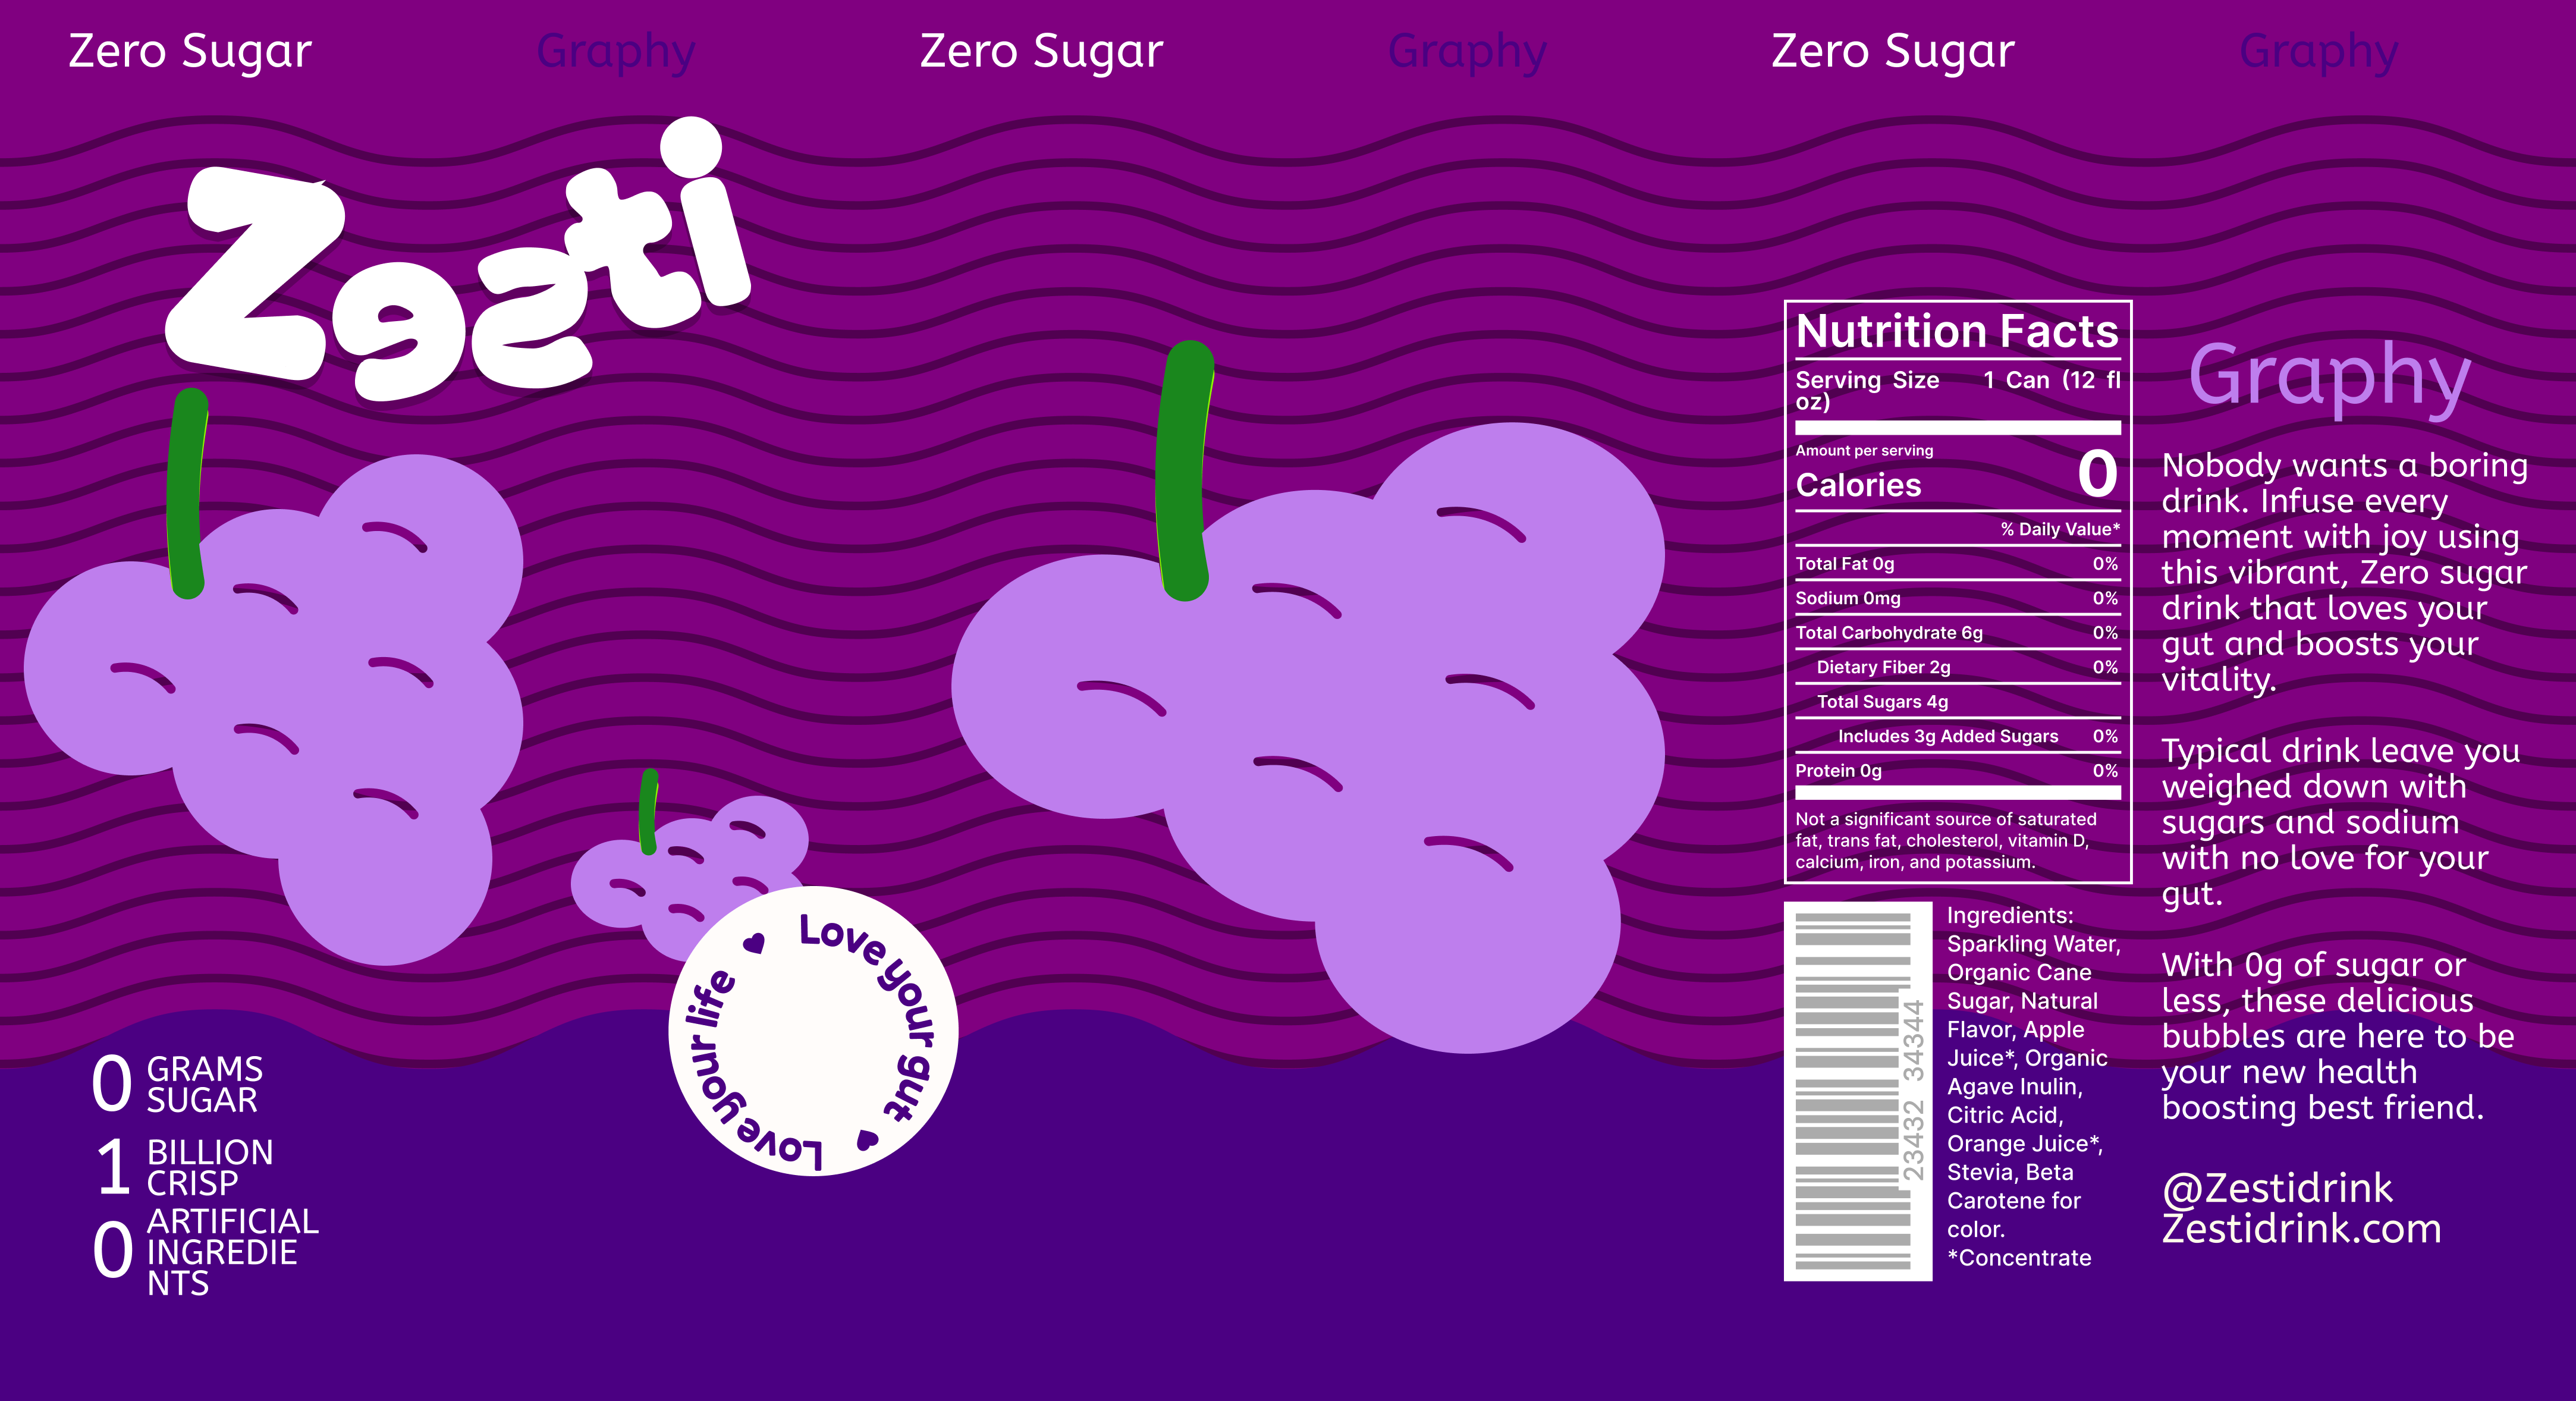 Zero Sugar Graphy Zero Sugar Graphy Zero Sugar Graphy
Zesti
0 GRAMS
SUGAR
1 BILLION
CRISP
0 ARTIFICIAL
INGREDIE
NTS
Love your gut
Love your life
Nutrition Facts
Serving Size 1 Can (12 fl
oz)
Amount per serving
Calories 0
% Daily Value*
Total Fat 0g 0%
Sodium 0mg 0%
Total Carbohydrate 6g 0%
Dietary Fiber 2g 0%
Total Sugars 4g
Includes 3g Added Sugars 0%
Protein 0g 0%
Not a significant source of saturated
fat, trans fat, cholesterol, vitamin D,
calcium, iron, and potassium.
23432 34344
Ingredients:
Sparkling Water,
Organic Cane
Sugar, Natural
Flavor, Apple
Juice*, Organic
Agave Inulin,
Citric Acid,
Orange Juice*,
Stevia, Beta
Carotene for
color.
*Concentrate
Graphy
Nobody wants a boring
drink. Infuse every
moment with joy using
this vibrant, Zero sugar
drink that loves your
gut and boosts your
vitality.
Typical drink leave you
weighed down with
sugars and sodium
with no love for your
gut.
With 0g of sugar or
less, these delicious
bubbles are here to be
your new health
boosting best friend.
@Zestidrink
Zestidrink.com